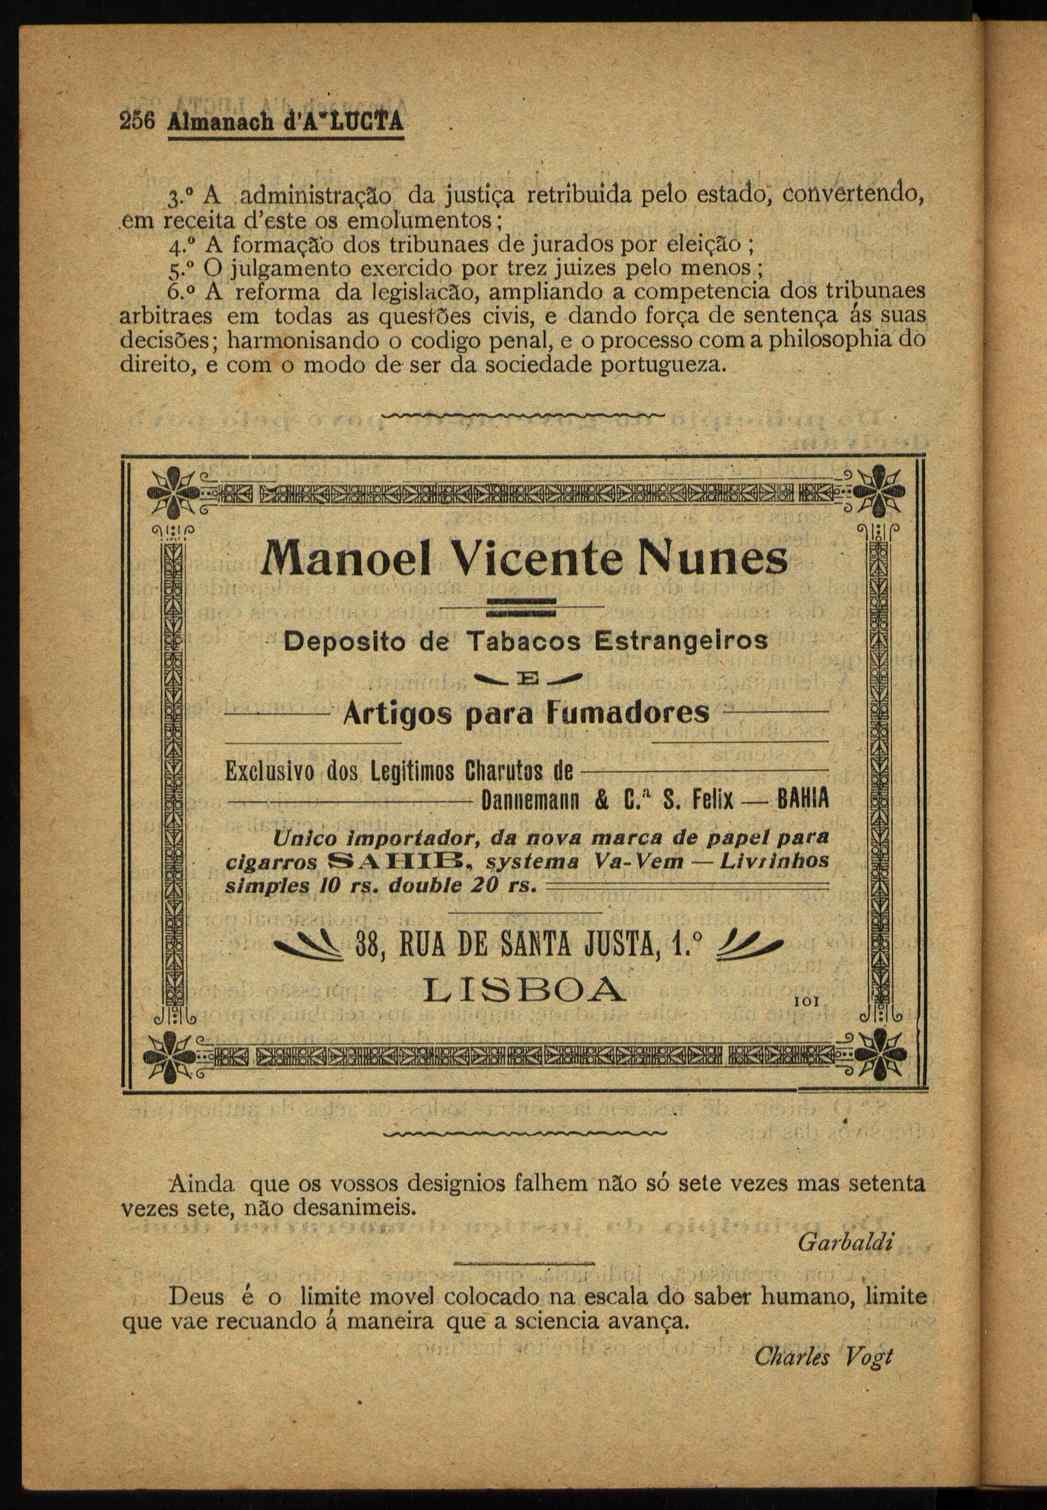 256 Almanach d'A LUCTA
3.º A administração da justiça retribuida pelo estado, convertendo,
em receita d'este os emolumentos;
4.º A formação dos tribunaes de jurados por eleição;
5.º O julgamento exercido por trez juizes pelo menos;
6.º A reforma da legislacão, ampliando a competencia dos tribunaes
arbitraes em todas as questões civis, e dando força de sentença ás suas
decisões; harmonisando o codigo penal, e o processo com a philosophia do
direito, e com o modo de ser da sociedade portugueza.
Manoel Vicente Nunes
Deposito de Tabacos Estrangeiros
E
Artigos para Fumadores
Exclusivo dos Legitimos Charutos de
Dannemann & C.ª S. Felix — BAHIA
Unico importador, da nova marca de papel para
cigarros SAHIB, systema Va-Vem — Livrinhos
simples 10 rs. double 20 rs.
38, RUA DE SANTA JUSTA, 1.º
LISBOA
101
Ainda que os vossos designios falhem não só sete vezes mas setenta
vezes sete, não desanimeis.
Garbaldi
Deus é o limite movel colocado na escala do saber humano, limite
que vae recuando á maneira que a sciencia avança.
Charles Vogt